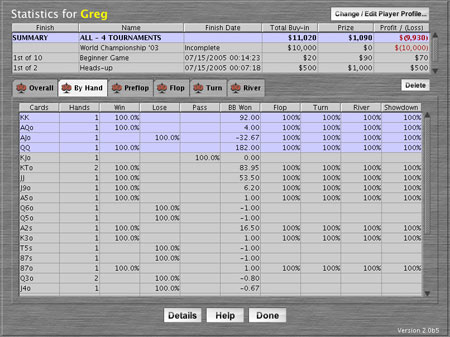 Statistics for Greg
Change / Edit Player Profile...
Finish Name Finish Date Total Buy-in Prize Profit / (Loss)
SUMMARY ALL - 4 TOURNAMENTS $11,020 $1,090 $(9,930)
World Championship '03 Incomplete $10,000 $0 $(10,000)
1st of 10 Beginner Game 07/15/2005 00:14:23 $20 $90 $70
1st of 2 Heads-up 07/15/2005 00:07:18 $500 $1,000 $500
Overall By Hand Preflop Flop Turn River Delete
Cards Hands Win Lose Pass BB Won Flop Turn River Showdown
KK 1 100.0% 92.00 100% 100% 100% 100%
AQo 1 100.0% 4.00 100% 100% 100% 100%
AJo 1 100.0% -32.67 100% 100% 100% 100%
QQ 1 100.0% 182.00 100% 100% 100% 100%
KJo 1 100.0% 0.00
KTo 2 100.0% 83.95 100% 100% 100% 100%
JJ 1 100.0% 53.50 100% 100% 100% 100%
J9o 1 100.0% 6.20 100% 100% 100% 100%
A5o 1 100.0% 1.00 100% 100% 100% 100%
Q6o 1 100.0% -1.00
Q5o 1 100.0% -1.00
A2s 1 100.0% 16.50 100% 100% 100% 100%
K3o 1 100.0% 1.00 100% 100% 100% 100%
T5s 1 100.0% -1.00
87s 1 100.0% -1.00
87o 1 100.0% 1.00 100% 100% 100% 100%
Q3o 2 100.0% -0.80
J4o 1 100.0% -0.67
Details Help Done
Version 2.0b5